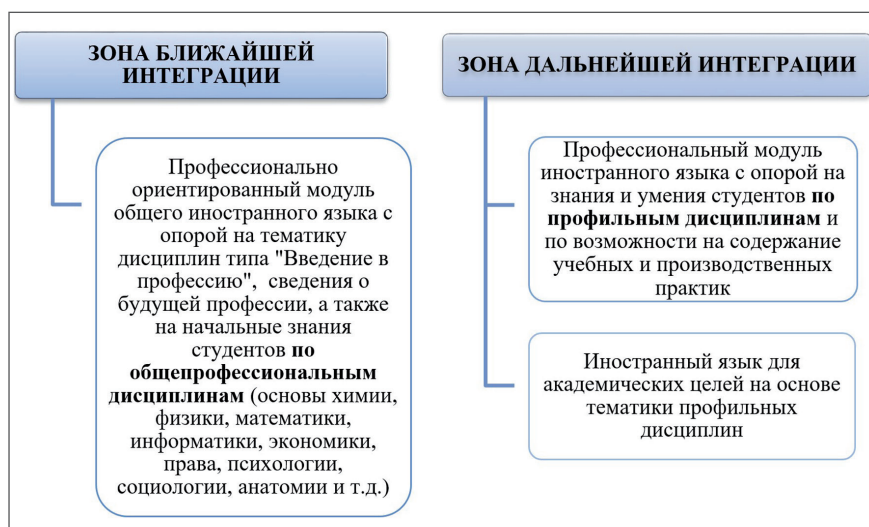 ЗОНА БЛИЖАЙШЕЙ
ИНТЕГРАЦИИ
Профессионально
ориентированный модуль
общего иностранного языка с
опорой на тематику
дисциплин типа "Введение в
профессию", сведения о
будущей профессии, а также
на начальные знания
студентов по
общепрофессиональным
дисциплинам (основы химии,
физики, математики,
информатики, экономики,
права, психологии,
социологии, анатомии и т.д.)
ЗОНА ДАЛЬНЕЙШЕЙ ИНТЕГРАЦИИ
Профессиональный модуль
иностранного языка с опорой на
знания и умения студентов по
профильным дисциплинам и
по возможности на содержание
учебных и производственных
практик
Иностранный язык для
академических целей на основе
тематики профильных
дисциплин